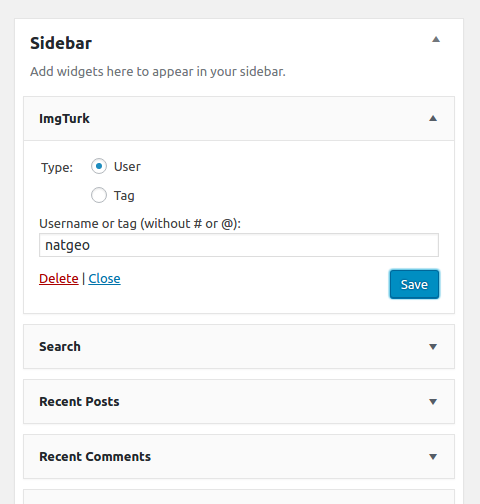 Sidebar
Add widgets here to appear in your sidebar.
ImgTurk
Type: User
Tag
Username or tag (without # or @):
natgeo
Delete | Close Save
Search
Recent Posts
Recent Comments